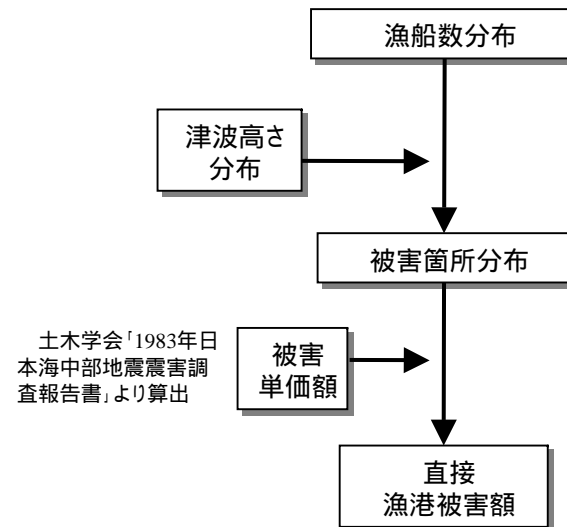 漁船数分布
津波高さ
分布
被害箇所分布
土木学会「1983年日
本海中部地震震害調
査報告書」より算出
被害
単価額
直接
漁港被害額